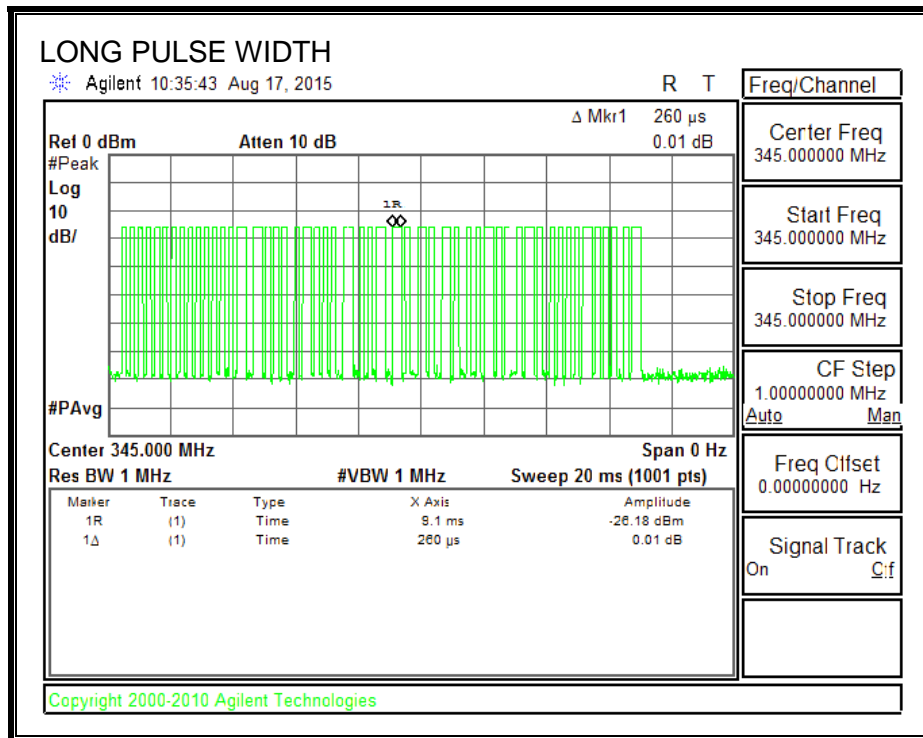 LONG PULSE WIDTH
Agilent 10:35:43 Aug 17, 2015 R T
Δ Mkr1 260 µs
Ref 0 dBm Atten 10 dB 0.01 dB
#Peak
Log
10
dB/
1R
#PAvg
Center 345.000 MHz Span 0 Hz
Res BW 1 MHz #VBW 1 MHz Sweep 20 ms (1001 pts)
Marker Trace Type X Axis Amplitude
1R (1) Time 9.1 ms -26.18 dBm
1Δ (1) Time 260 µs 0.01 dB
Copyright 2000-2010 Agilent Technologies
Freq/Channel
Center Freq
345.000000 MHz
Start Freq
345.000000 MHz
Stop Freq
345.000000 MHz
CF Step
1.00000000 MHz
Auto Man
Freq Offset
0.00000000 Hz
Signal Track
On Off